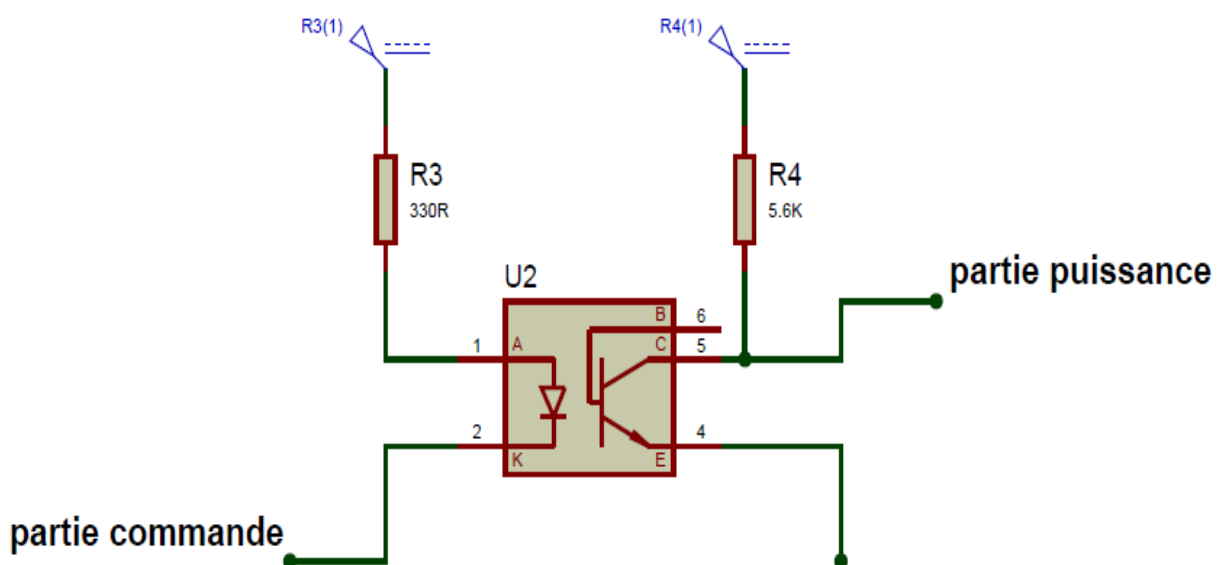 R3(1)
R4(1)
R3
330R
R4
5.6K
partie puissance
U2
B
6
1
A
C
5
2
K
E
4
partie commande